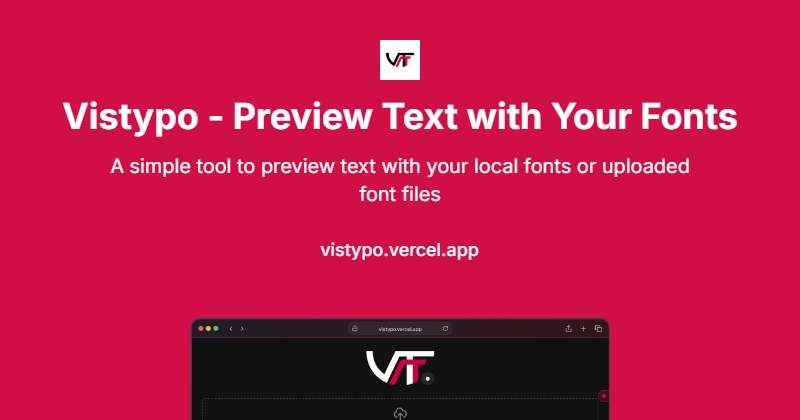 VT
Vistypo - Preview Text with Your Fonts
A simple tool to preview text with your local fonts or uploaded
font files
vistypo.vercel.app
vistypo.vercel.app
VT